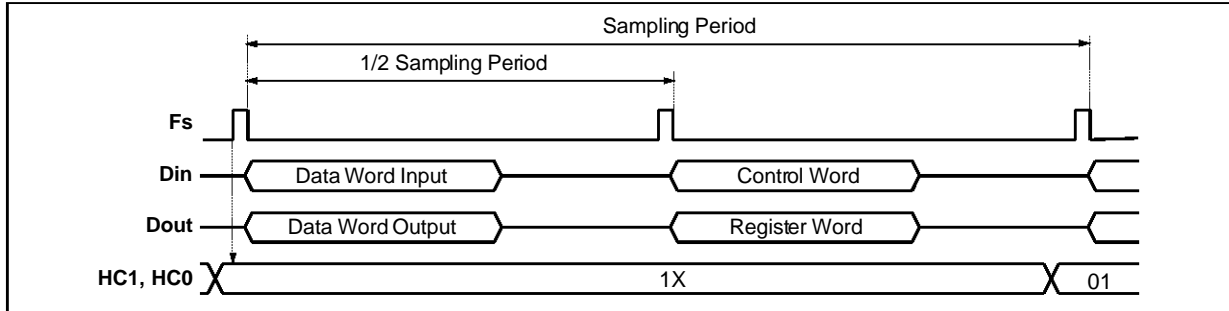 Sampling Period
1/2 Sampling Period
Fs
Din Data Word Input Control Word
Dout Data Word Output Register Word
HC1, HC0 1X 01